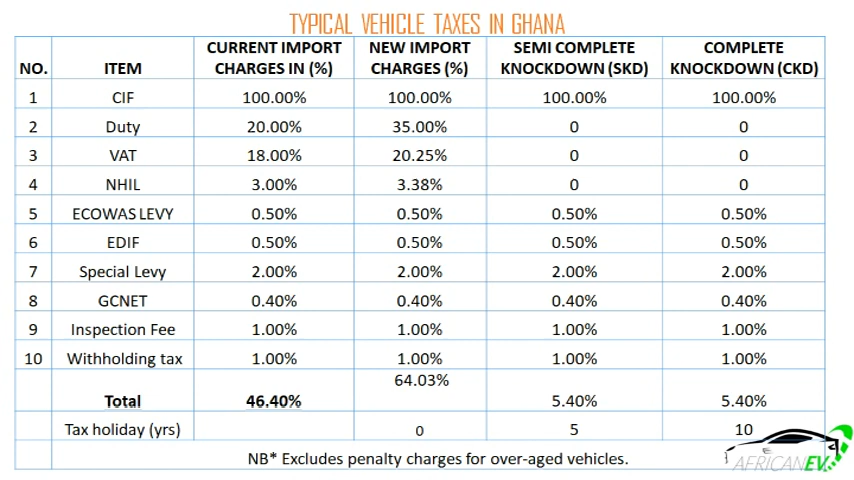 TYPICAL VEHICLE TAXES IN GHANA
NO. ITEM CURRENT IMPORT CHARGES IN (%) NEW IMPORT CHARGES (%) SEMI COMPLETE KNOCKDOWN (SKD) COMPLETE KNOCKDOWN (CKD)
1 CIF 100.00% 100.00% 100.00% 100.00%
2 Duty 20.00% 35.00% 0 0
3 VAT 18.00% 20.25% 0 0
4 NHIL 3.00% 3.38% 0 0
5 ECOWAS LEVY 0.50% 0.50% 0.50% 0.50%
6 EDIF 0.50% 0.50% 0.50% 0.50%
7 Special Levy 2.00% 2.00% 2.00% 2.00%
8 GCNET 0.40% 0.40% 0.40% 0.40%
9 Inspection Fee 1.00% 1.00% 1.00% 1.00%
10 Withholding tax 1.00% 1.00% 1.00% 1.00%
Total 46.40% 64.03% 5.40% 5.40%
Tax holiday (yrs) 0 5 10
NB* Excludes penalty charges for over-aged vehicles.
AFRICANEV